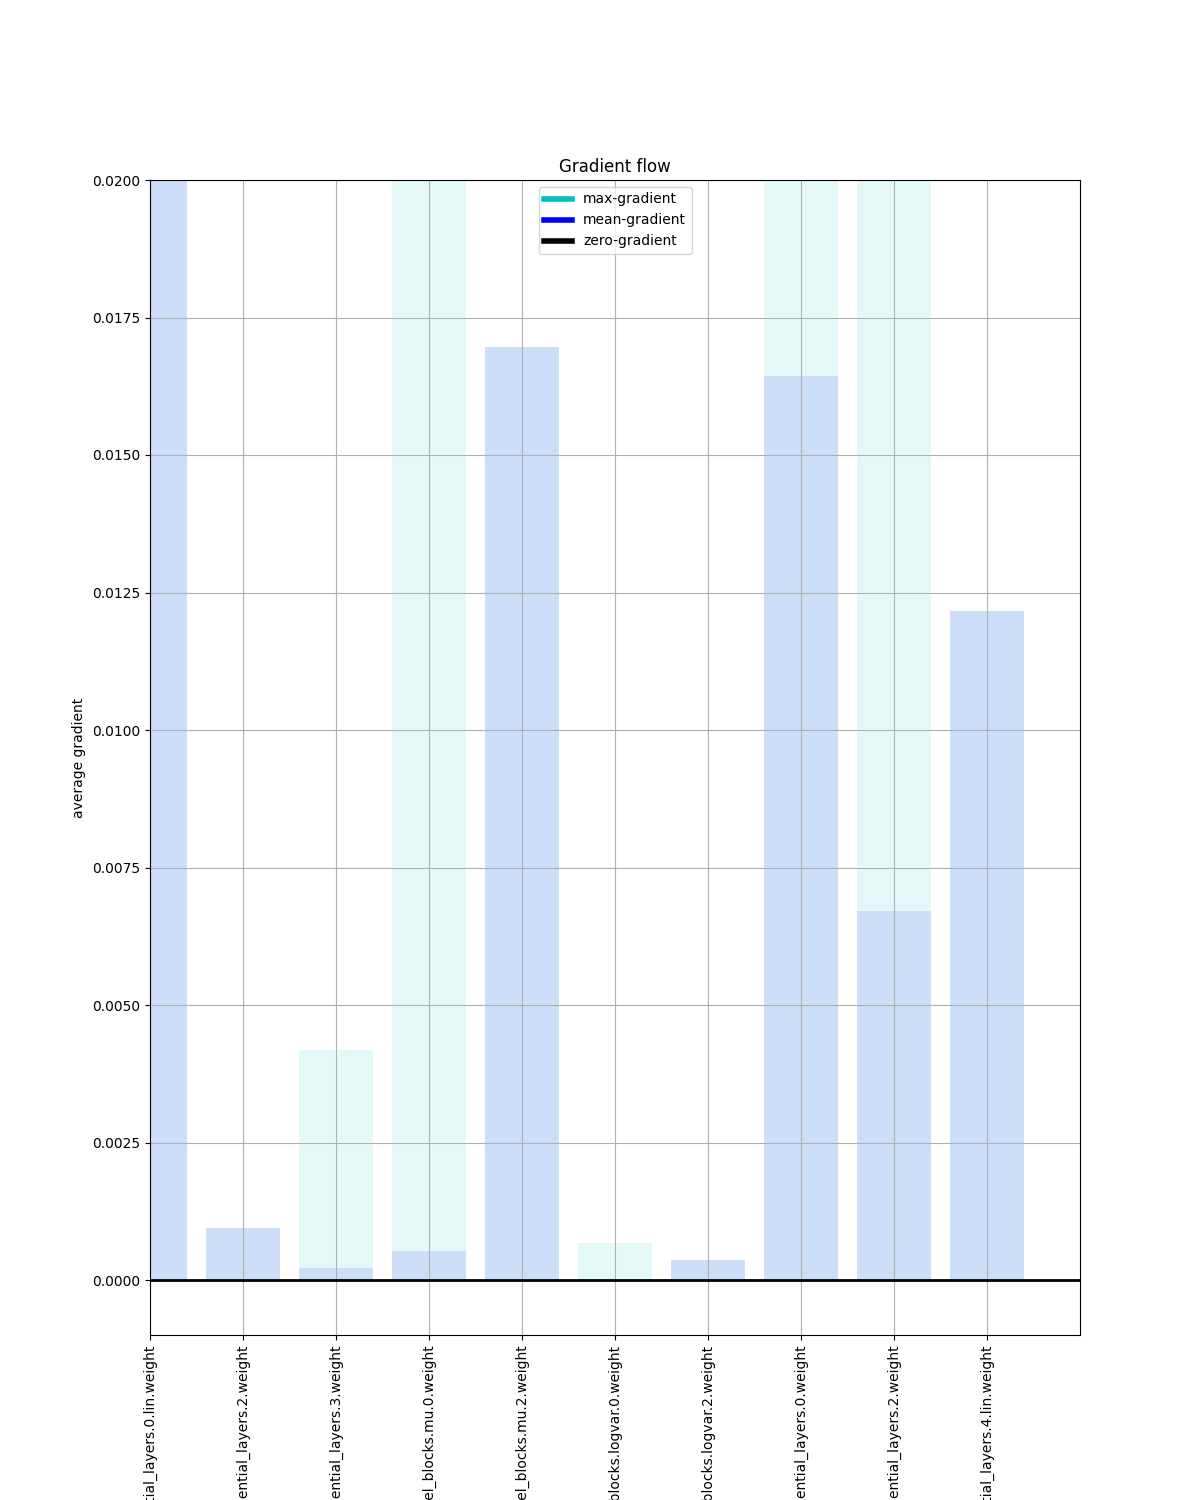 Gradient flow
max-gradient
mean-gradient
zero-gradient
0.0200
0.0175
0.0150
0.0125
0.0100
0.0075
0.0050
0.0025
0.0000
average gradient
tial_layers.0.lin.weight
ential_layers.2.weight
ential_layers.3.weight
el_blocks.mu.0.weight
el_blocks.mu.2.weight
blocks.logvar.0.weight
blocks.logvar.2.weight
ential_layers.0.weight
ential_layers.2.weight
tial_layers.4.lin.weight